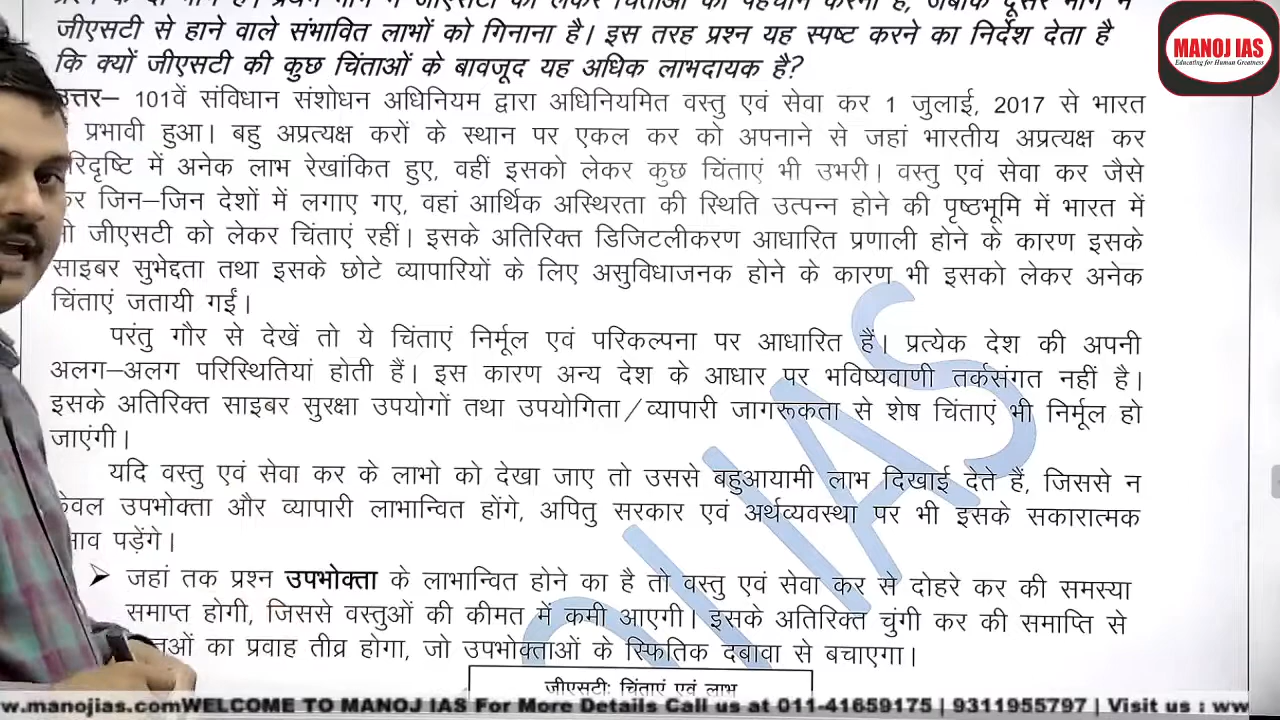 जीएसटी से हाने वाले संभावित लाभों को गिनाना है। इस तरह प्रश्न यह स्पष्ट करने का निर्देश देता है
कि क्यों जीएसटी की कुछ चिंताओं के बावजूद यह अधिक लाभदायक है?
उत्तर– 101वें संविधान संशोधन अधिनियम द्वारा अधिनियमित वस्तु एवं सेवा कर 1 जुलाई, 2017 से भारत
प्रभावी हुआ। बहु अप्रत्यक्ष करों के स्थान पर एकल कर को अपनाने से जहां भारतीय अप्रत्यक्ष कर
में अनेक लाभ रेखांकित हुए, वहीं इसको लेकर कुछ चिंताएं भी उभरी। वस्तु एवं सेवा कर जैसे
कर जिन–जिन देशों में लगाए गए, वहां आर्थिक अस्थिरता की स्थिति उत्पन्न होने की पृष्ठभूमि में भारत में
जीएसटी को लेकर चिंताएं रहीं। इसके अतिरिक्त डिजिटलीकरण आधारित प्रणाली होने के कारण इसके
साइबर सुभेद्दता तथा इसके छोटे व्यापारियों के लिए असुविधाजनक होने के कारण भी इसको लेकर अनेक
चिंताएं जतायी गईं।
परंतु गौर से देखें तो ये चिंताएं निर्मूल एवं परिकल्पना पर आधारित हैं। प्रत्येक देश की अपनी
अलग–अलग परिस्थितियां होती हैं। इस कारण अन्य देश के आधार पर भविष्यवाणी तर्कसंगत नहीं है।
इसके अतिरिक्त साइबर सुरक्षा उपयोगों तथा उपयोगिता/व्यापारी जागरूकता से शेष चिंताएं भी निर्मूल हो
जाएंगी।
यदि वस्तु एवं सेवा कर के लाभो को देखा जाए तो उससे बहुआयामी लाभ दिखाई देते हैं, जिससे न
केवल उपभोक्ता और व्यापारी लाभान्वित होंगे, अपितु सरकार एवं अर्थव्यवस्था पर भी इसके सकारात्मक
पड़ेंगे।
➢ जहां तक प्रश्न उपभोक्ता के लाभान्वित होने का है तो वस्तु एवं सेवा कर से दोहरे कर की समस्या
समाप्त होगी, जिससे वस्तुओं की कीमत में कमी आएगी। इसके अतिरिक्त चुंगी कर की समाप्ति से
का प्रवाह तीव्र होगा, जो उपभोक्ताओं के स्फितिक दबावा से बचाएगा।
जीएसटीः चिंताएं एवं लाभ
MANOJ IAS
Educating for Human Greatness
IAS
w.manojias.comWELCOME TO MANOJ IAS For More Details Call us at 011-41659175 | 9311955797 | Visit us : ww